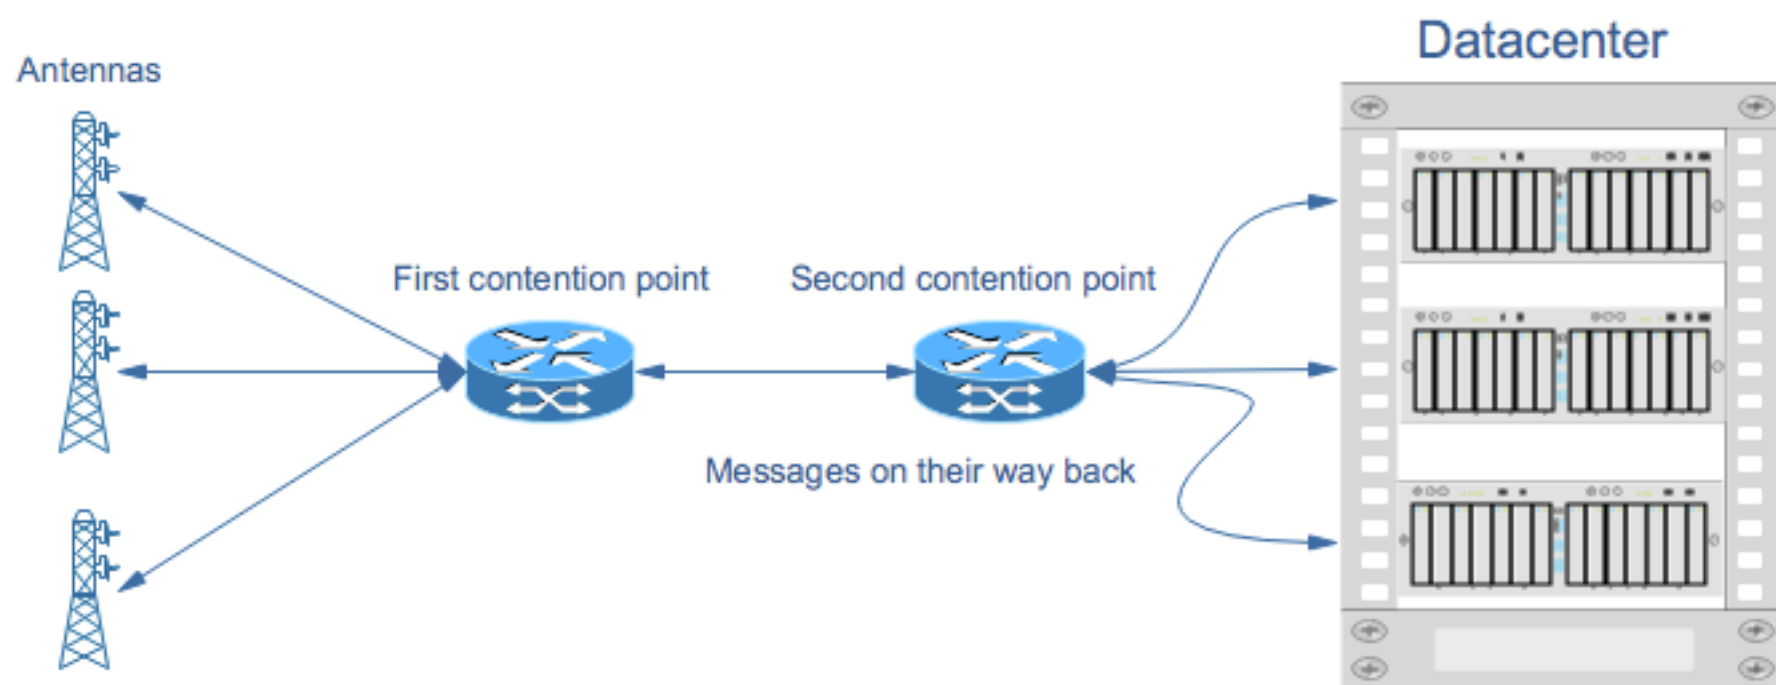 Datacenter
Antennas
First contention point
Second contention point
Messages on their way back